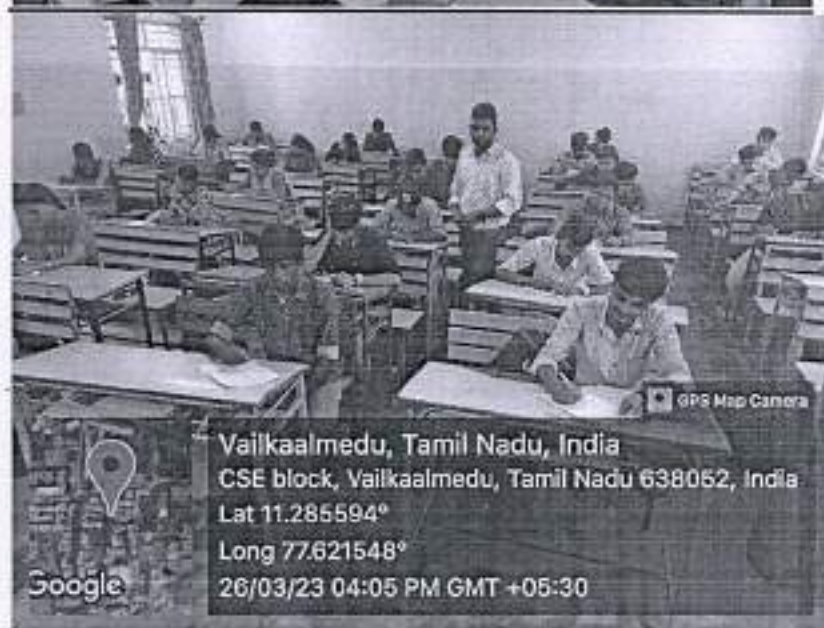 GPS Map Camera
Vailkaalmedu, Tamil Nadu, India
CSE block, Vailkaalmedu, Tamil Nadu 638052, India
Lat 11.285594°
Long 77.621548°
26/03/23 04:05 PM GMT +05:30
Google